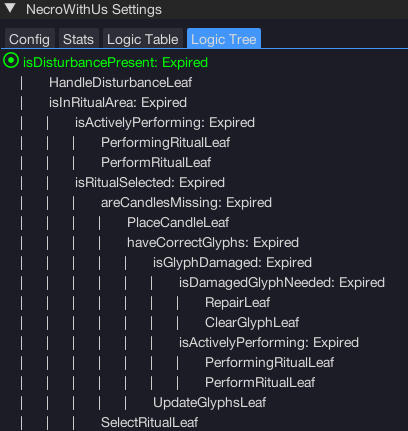 NecroWithUs Settings
Config Stats Logic Table Logic Tree
isDisturbancePresent: Expired
HandleDisturbanceLeaf
isInRitualArea: Expired
isActivelyPerforming: Expired
PerformingRitualLeaf
PerformRitualLeaf
isRitualSelected: Expired
areCandlesMissing: Expired
PlaceCandleLeaf
haveCorrectGlyphs: Expired
isGlyphDamaged: Expired
isDamagedGlyphNeeded: Expired
RepairLeaf
ClearGlyphLeaf
isActivelyPerforming: Expired
PerformingRitualLeaf
PerformRitualLeaf
UpdateGlyphsLeaf
SelectRitualLeaf